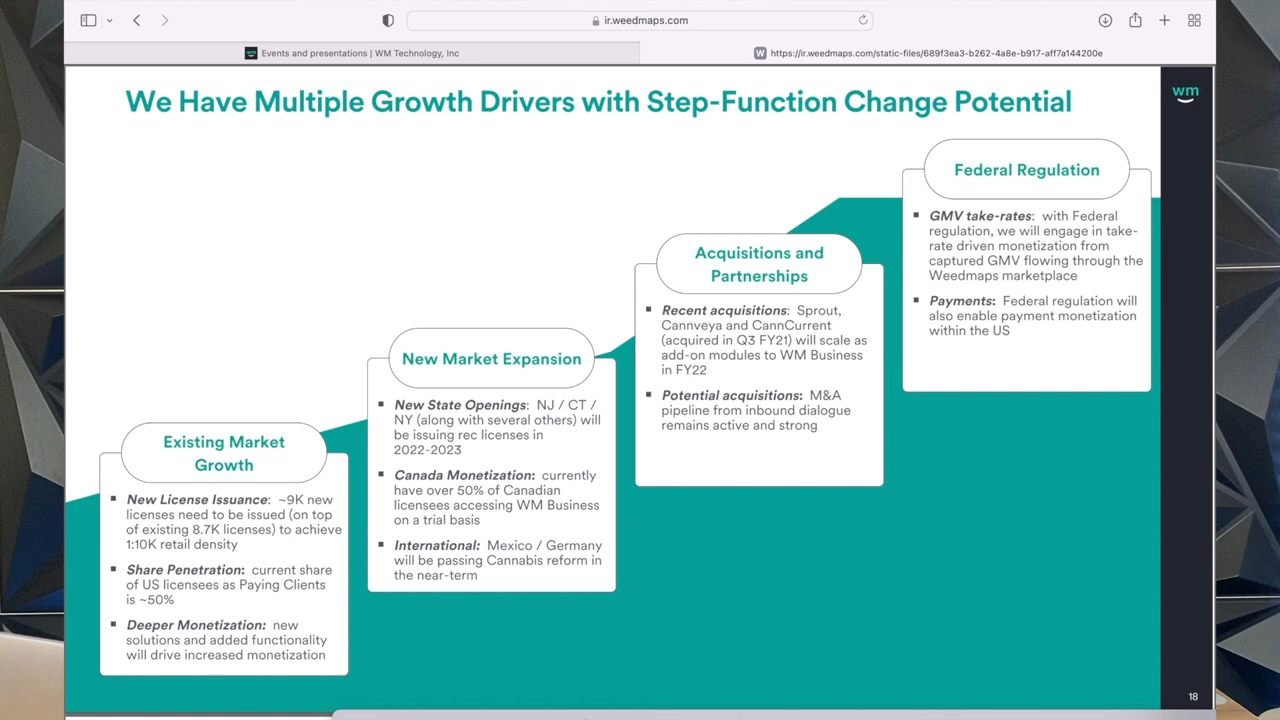 ir.weedmaps.com
Events and presentations | WM Technology, Inc
https://ir.weedmaps.com/static-files/689f3ea3-b262-4a8e-b917-aff7a144200e
We Have Multiple Growth Drivers with Step-Function Change Potential
wm
Existing Market
Growth
▪ New License Issuance: ~9K new
licenses need to be issued (on top
of existing 8.7K licenses) to achieve
1:10K retail density
▪ Share Penetration: current share
of US licensees as Paying Clients
is ~50%
▪ Deeper Monetization: new
solutions and added functionality
will drive increased monetization
New Market Expansion
▪ New State Openings: NJ / CT /
NY (along with several others) will
be issuing rec licenses in
2022-2023
▪ Canada Monetization: currently
have over 50% of Canadian
licensees accessing WM Business
on a trial basis
▪ International: Mexico / Germany
will be passing Cannabis reform in
the near-term
Acquisitions and
Partnerships
▪ Recent acquisitions: Sprout,
Cannveya and CannCurrent
(acquired in Q3 FY21) will scale as
add-on modules to WM Business
in FY22
▪ Potential acquisitions: M&A
pipeline from inbound dialogue
remains active and strong
Federal Regulation
▪ GMV take-rates: with Federal
regulation, we will engage in take-
rate driven monetization from
captured GMV flowing through the
Weedmaps marketplace
▪ Payments: Federal regulation will
also enable payment monetization
within the US
18